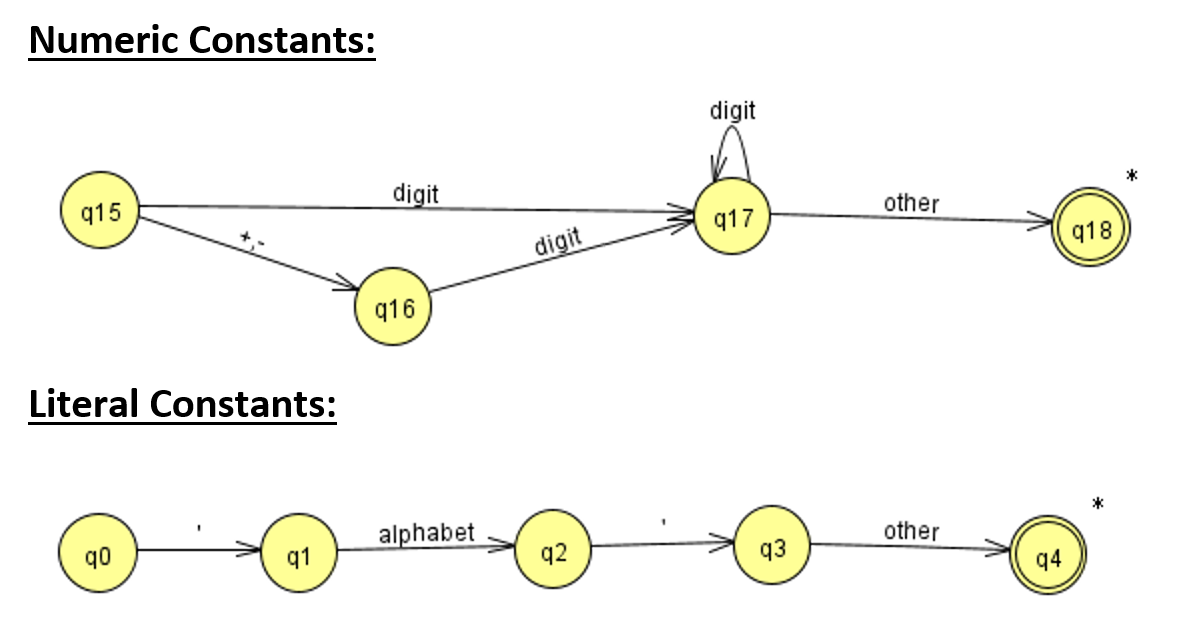 Numeric Constants:
digit
*
digit
other
q15
q17
q18
+,-
digit
q16
Literal Constants:
*
'
alphabet
'
other
q0
q1
q2
q3
q4